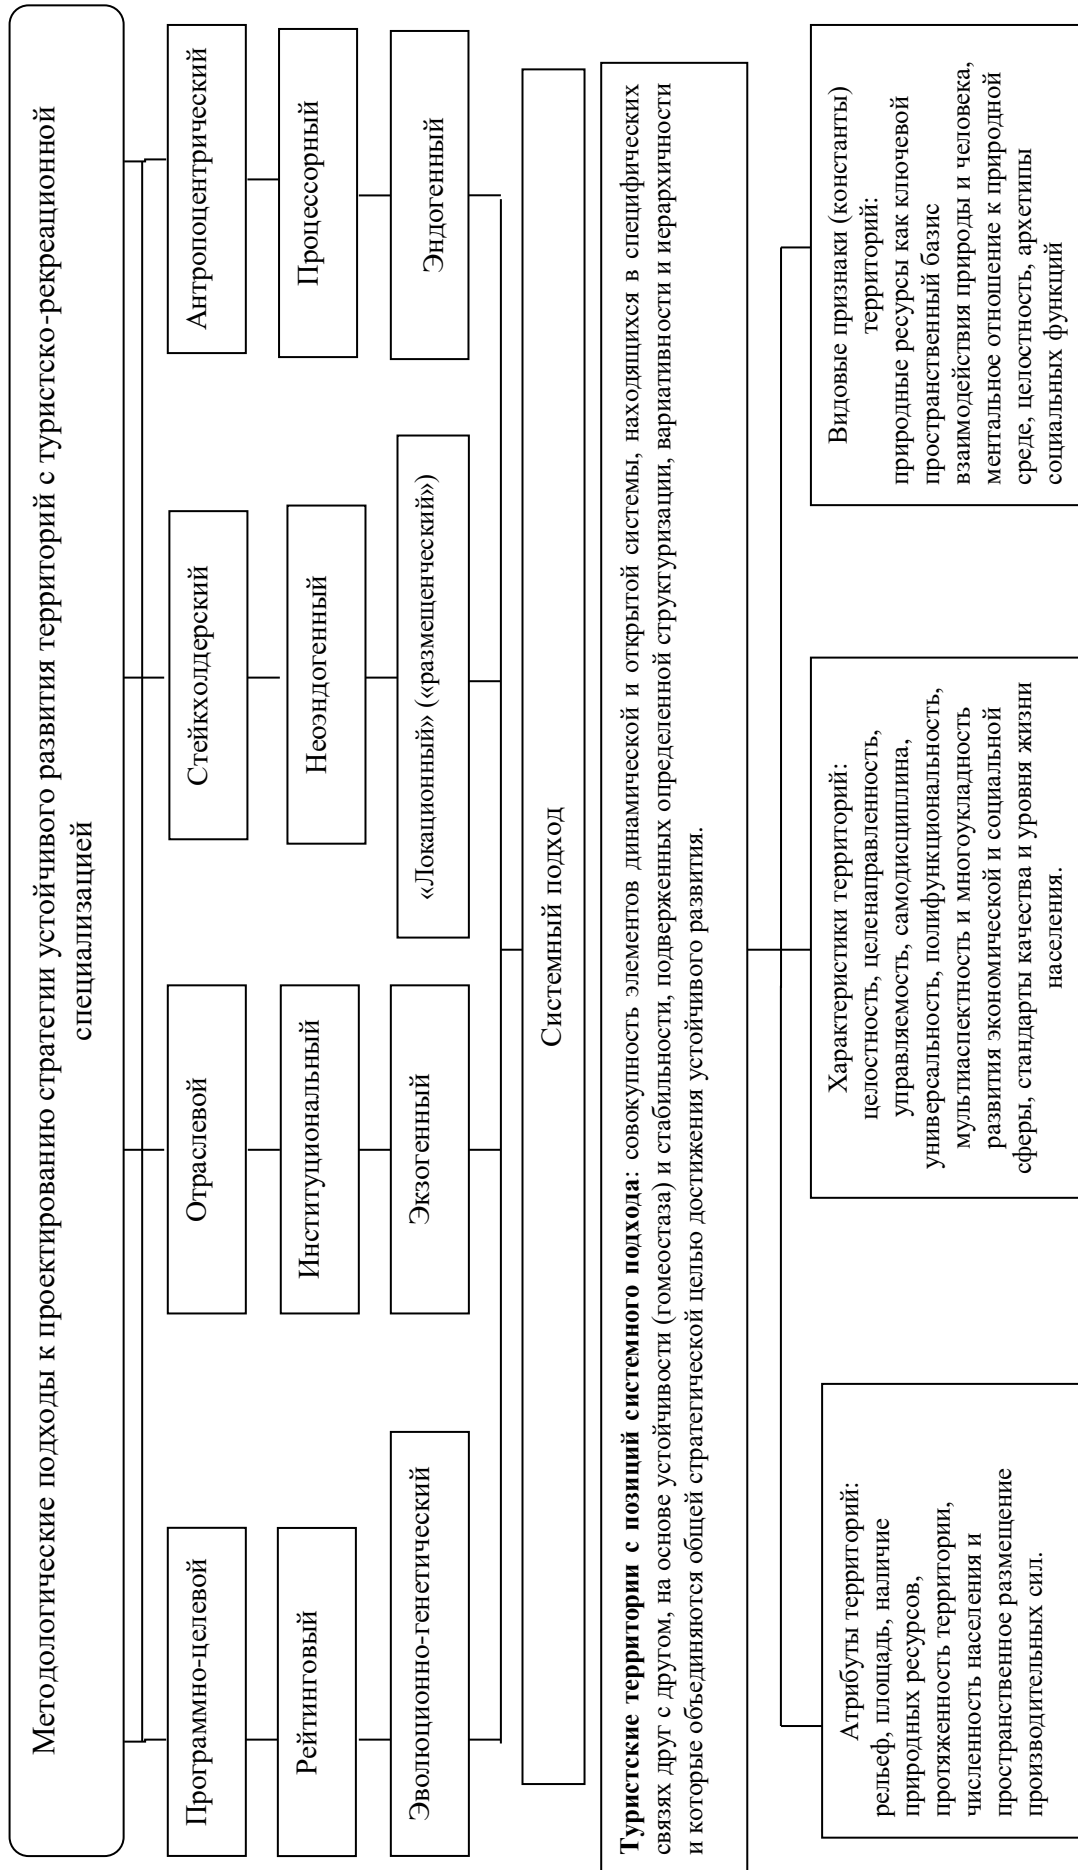 Методологические подходы к проектированию стратегии устойчивого развития территорий с туристско-рекреационной
специализацией
Программно-целевой
Отраслевой
Стейкхолдерский
Антропоцентрический
Рейтинговый
Институциональный
Неоэндогенный
Процессорный
Эволюционно-генетический
Экзогенный
«Локационный» («размещенческий»)
Эндогенный
Системный подход
Туристские территории с позиций системного подхода: совокупность элементов динамической и открытой системы, находящихся в специфических
связях друг с другом, на основе устойчивости (гомеостаза) и стабильности, подверженных определенной структуризации, вариативности и иерархичности
и которые объединяются общей стратегической целью достижения устойчивого развития.
Атрибуты территорий:
рельеф, площадь, наличие
природных ресурсов,
протяженность территории,
численность населения и
пространственное размещение
производительных сил.
Характеристики территорий:
целостность, целенаправленность,
управляемость, самодисциплина,
универсальность, полифункциональность,
мультиаспектность и многоукладность
развития экономической и социальной
сферы, стандарты качества и уровня жизни
населения.
Видовые признаки (константы)
территорий:
природные ресурсы как ключевой
пространственный базис
взаимодействия природы и человека,
ментальное отношение к природной
среде, целостность, архетипы
социальных функций